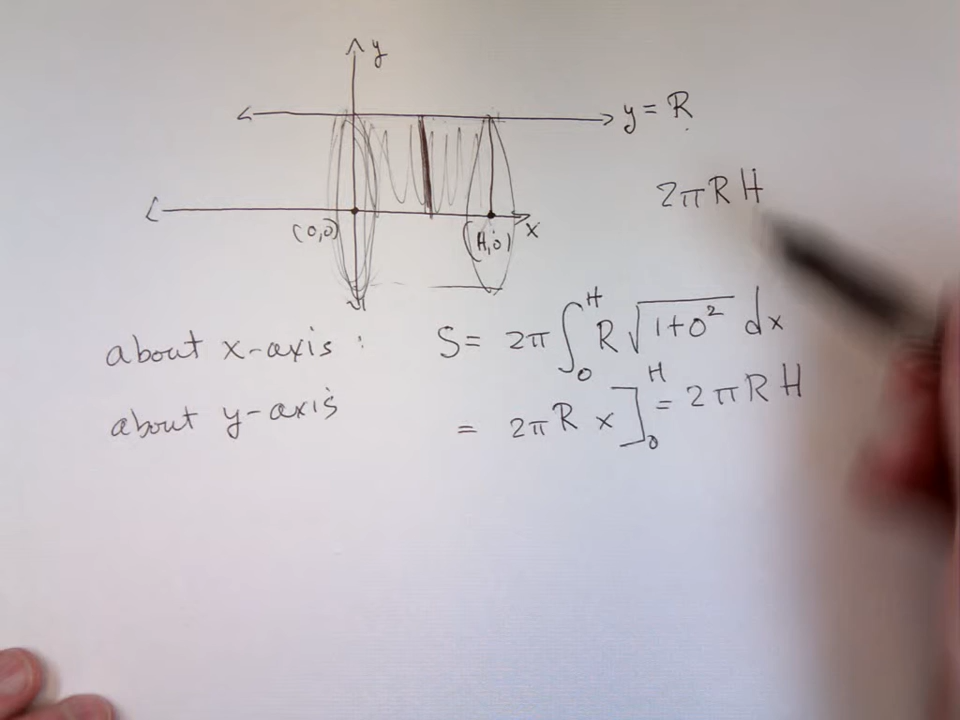 y
y = R
2πRH
(0,0)
(H,0)
x
about x-axis : S = 2π∫₀ᴴ R√(1+0²) dx
about y-axis
= 2πR x]₀ᴴ = 2πRH